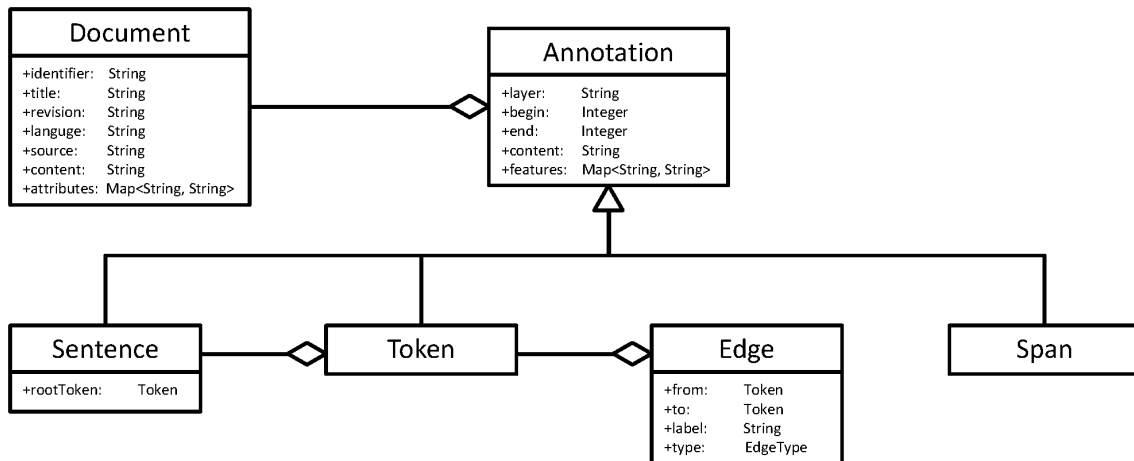 Document
+identifier: String
+title: String
+revision: String
+languge: String
+source: String
+content: String
+attributes: Map<String, String>
Annotation
+layer: String
+begin: Integer
+end: Integer
+content: String
+features: Map<String, String>
Sentence
+rootToken: Token
Token
Edge
+from: Token
+to: Token
+label: String
+type: EdgeType
Span